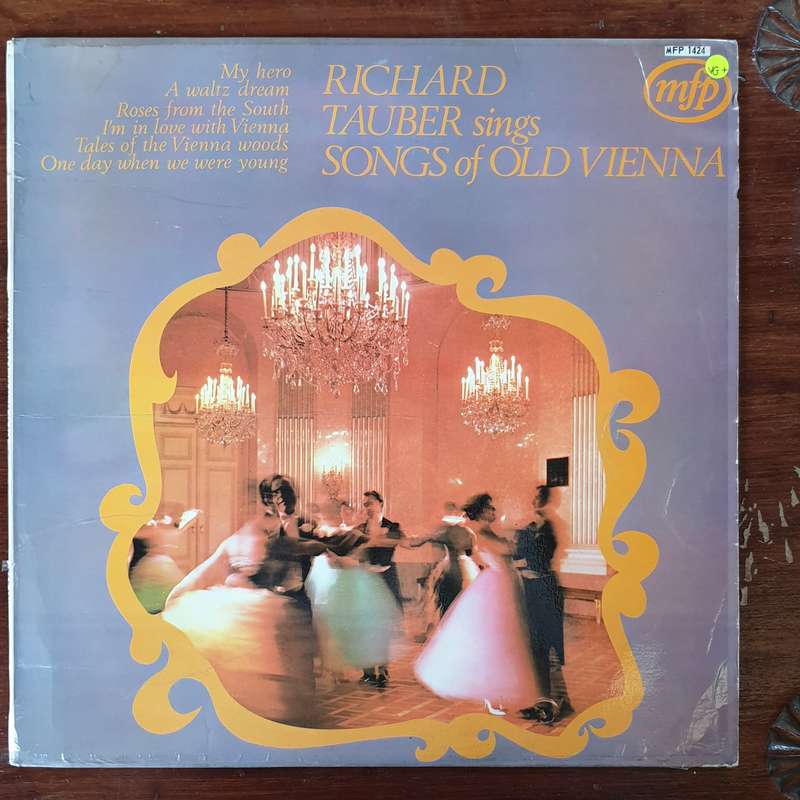 My hero
A waltz dream
Roses from the South
I'm in love with Vienna
Tales of the Vienna woods
One day when we were young
RICHARD
TAUBER sings
SONGS of OLD VIENNA
MFP 1424
VG+
mfp